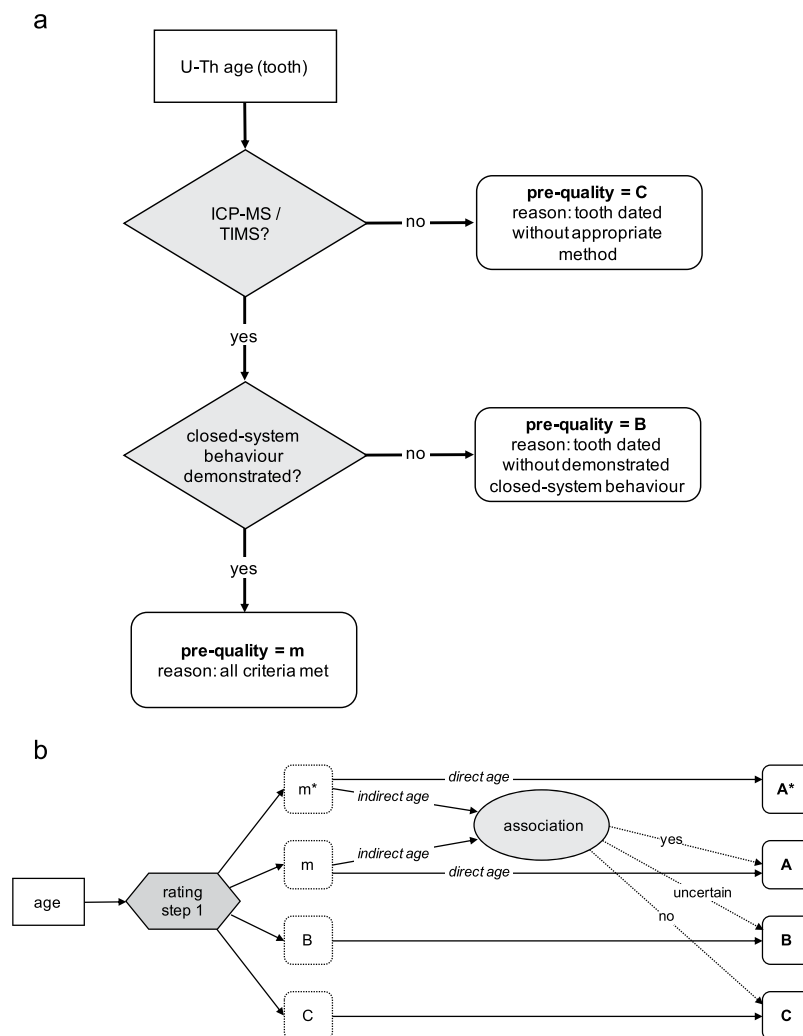 a
U-Th age (tooth)
ICP-MS /
TIMS?
no
pre-quality = C
reason: tooth dated
without appropriate
method
yes
closed-system
behaviour
demonstrated?
no
pre-quality = B
reason: tooth dated
without demonstrated
closed-system behaviour
yes
pre-quality = m
reason: all criteria met
b
age
rating
step 1
m*
direct age
A*
indirect age
association
m
indirect age
direct age
yes
A
uncertain
B
B
no
C
C